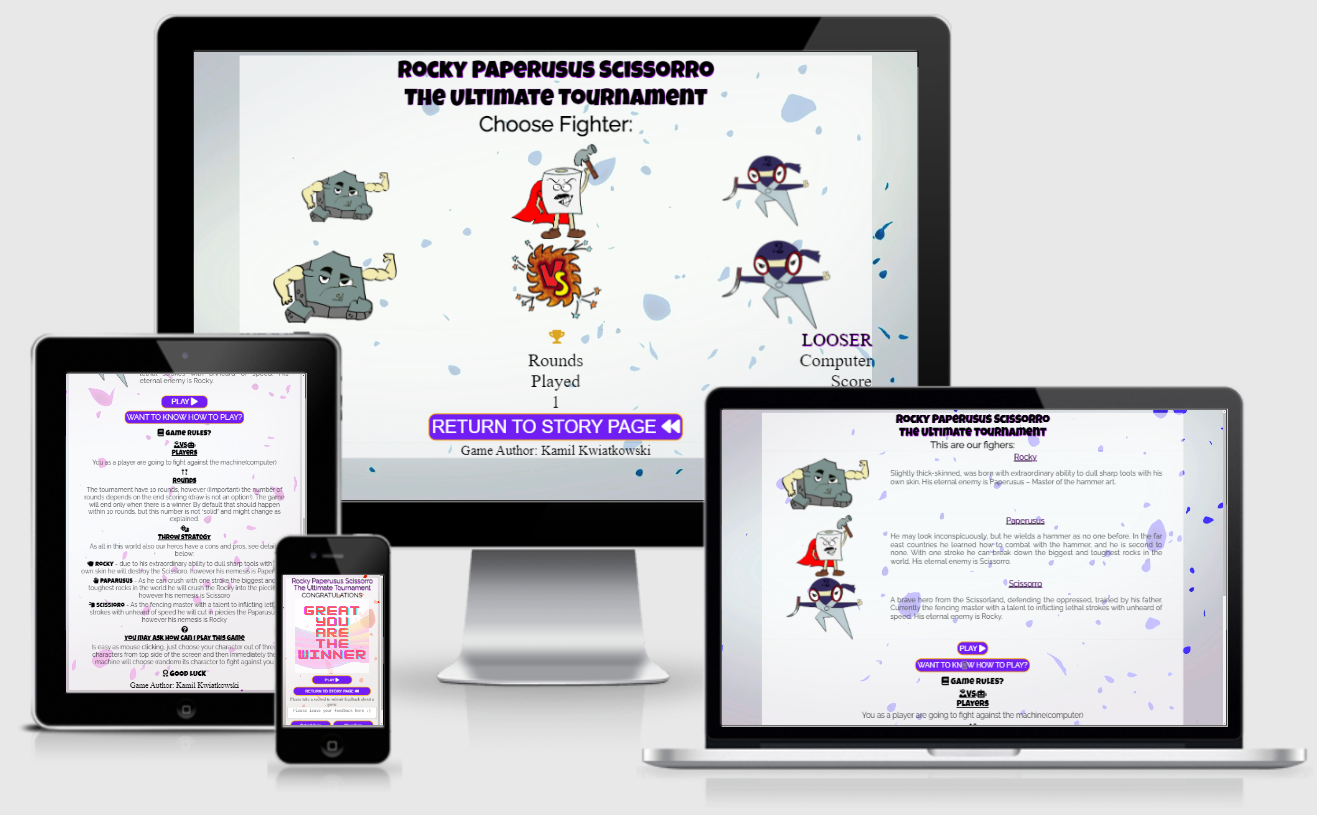 Rocky Paperusus Scissorro
The Ultimate Tournament
Choose Fighter:
VS
LOOSER
Rounds
Played
1
Computer
Score
RETURN TO STORY PAGE
Game Author: Kamil Kwiatkowski
eternal enemy is Rocky.
PLAY
WANT TO KNOW HOW TO PLAY?
Game Rules?
VS
Players
You as a player are going to fight against the machine(computer)
Rounds
The tournament have 10 rounds, however (Important) the number of
rounds depends on the end scoring (draw is not an option). The game
will end only when there is a winner. By default that should happen
within 10 rounds, but this number is not "solid" and might change as
explained.
Throw Strategy
As all in this world also our heros have a cons and pros, see detai
below:
Rocky - due to his extraordinary ability to dull sharp tools with
own skin he will destroy the Scissoro. However his nemesis is Paper
Paparusus - As he can crush with one stroke the biggest and
toughest rocks in the world he will crush the Rocky into the piecie
however his nemesis is Scissoro
Scissoro - As the fencing master with a talent to inflicting let
strokes with unheard of speed he will cut in piecies the Paparusu
however his nemesis is Rocky
You may ask how can I play this game
Is easy as mouse clicking, just choose your character out of three
characters from top side of the screen and then immediately the
machine will choose random its character to fight against you
Good Luck
Game Author: Kamil Kwiatkowski
Rocky Paperusus Scissorro
The Ultimate Tournament
CONGRATULATIONS!
GREAT
YOU
ARE
THE
WINNER
PLAY
RETURN TO STORY PAGE
Please leave your feedback here :)
Rocky Paperusus Scissorro
The Ultimate Tournament
This are our fighers:
Rocky
Slightly thick-skinned, was born with extraordinary ability to dull sharp tools with his
own skin. His eternal enemy is Paperusus – Master of the hammer art.
Paperustis
He may look inconspicuously, but he wields a hammer as no one before. In the far
east countries he learned how to combat with the hammer, and he is second to
none. With one stroke he can break down the biggest and toughest rocks in the
world. His eternal enemy is Scissorro.
Scissorro
A brave hero from the Scissorland, defending the oppressed, trained by his father.
Currently the fencing master with a talent to inflicting lethal strokes with unheard of
speed. His eternal enemy is Rocky.
PLAY
WANT TO KNOW HOW TO PLAY?
Game Rules?
VS
Players
You as a player are going to fight against the machine(computer)